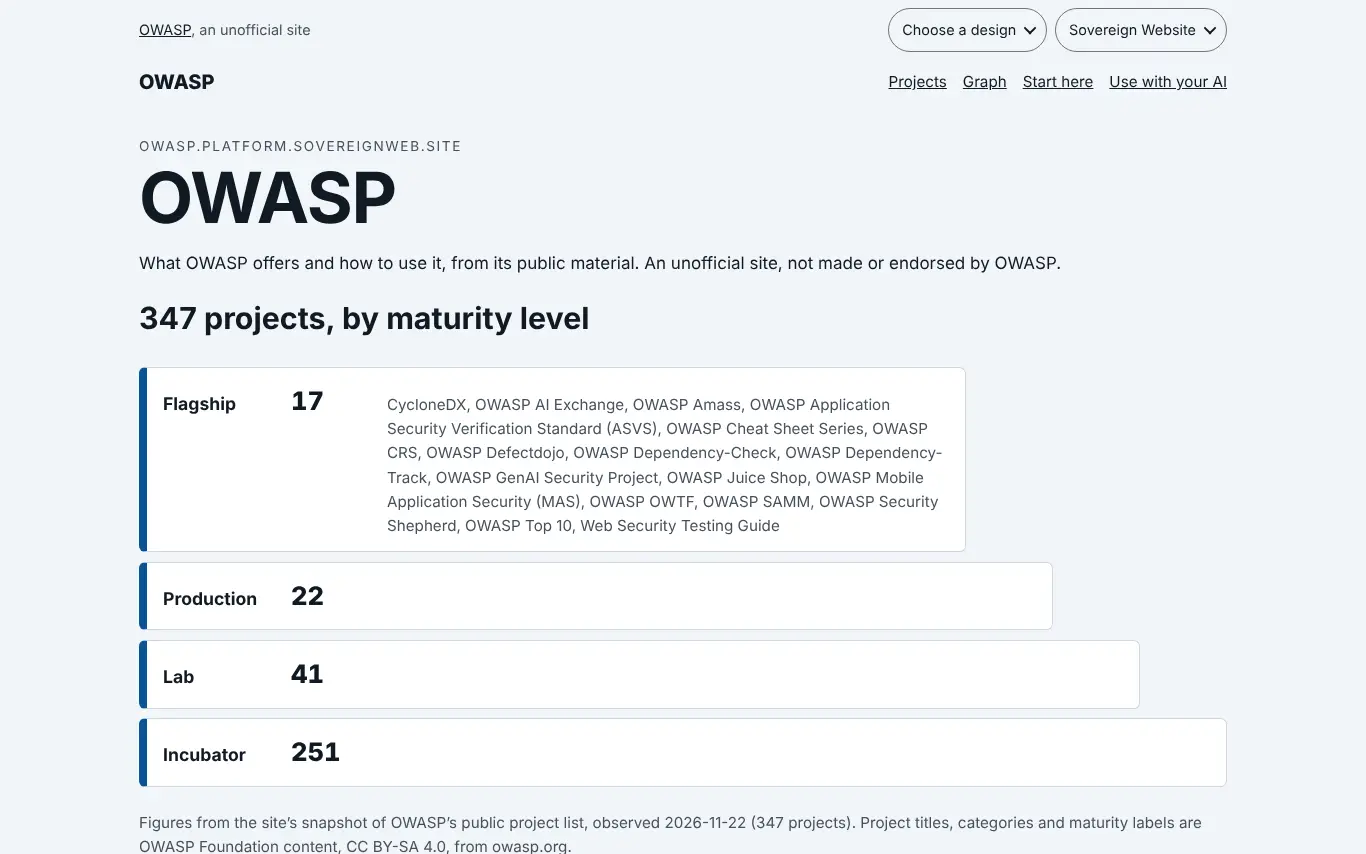 OWASP, an unofficial site
Choose a design
Sovereign Website
OWASP
Projects Graph Start here Use with your AI
OWASP.PLATFORM.SOVEREIGNWEB.SITE
OWASP
What OWASP offers and how to use it, from its public material. An unofficial site, not made or endorsed by OWASP.
347 projects, by maturity level
Flagship 17
CycloneDX, OWASP AI Exchange, OWASP Amass, OWASP Application
Security Verification Standard (ASVS), OWASP Cheat Sheet Series, OWASP
CRS, OWASP Defectdojo, OWASP Dependency-Check, OWASP Dependency-
Track, OWASP GenAI Security Project, OWASP Juice Shop, OWASP Mobile
Application Security (MAS), OWASP OWTF, OWASP SAMM, OWASP Security
Shepherd, OWASP Top 10, Web Security Testing Guide
Production 22
Lab 41
Incubator 251
Figures from the site’s snapshot of OWASP’s public project list, observed 2026-11-22 (347 projects). Project titles, categories and maturity labels are
OWASP Foundation content, CC BY-SA 4.0, from owasp.org.